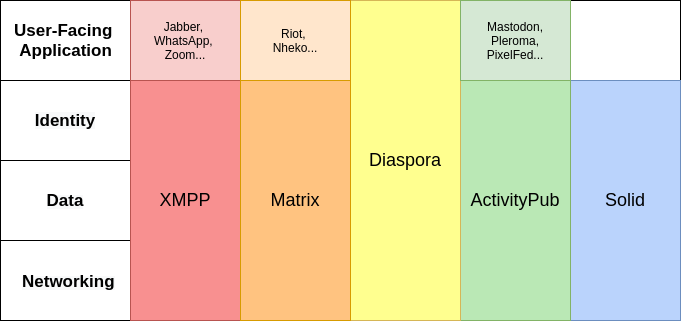 User-Facing
Application
Jabber,
WhatsApp,
Zoom...
Riot,
Nheko...
Mastodon,
Pleroma,
PixelFed...
Identity
Diaspora
Data
XMPP
Matrix
ActivityPub
Solid
Networking